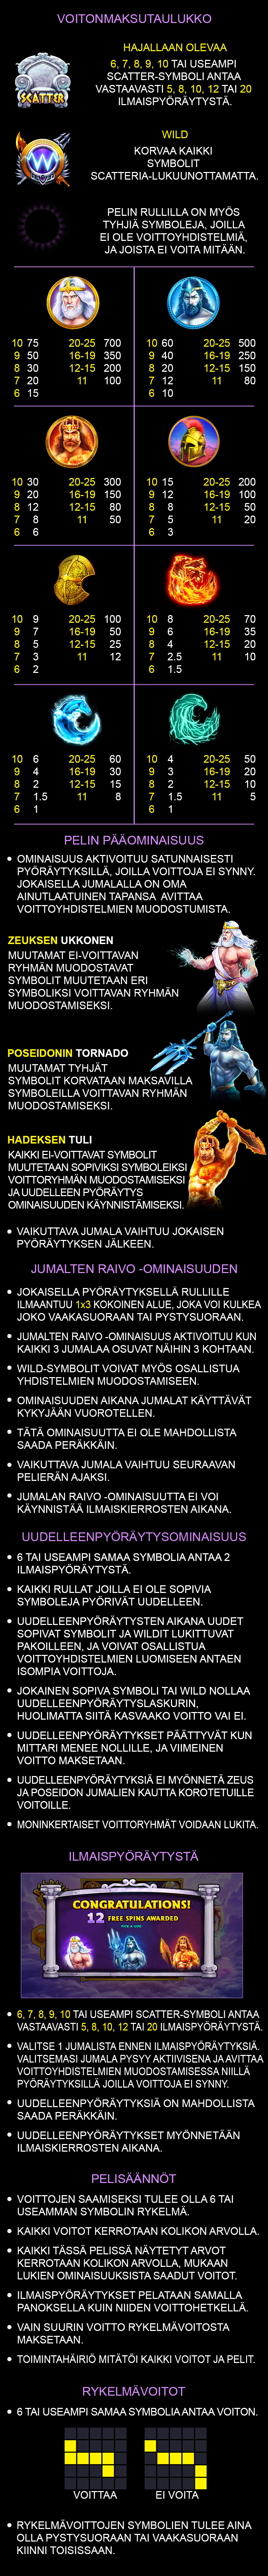 VOITONMAKSUTAULUKKO
HAJALLAAN OLEVAA
6, 7, 8, 9, 10 TAI USEAMPI
SCATTER-SYMBOLI ANTAA
VASTAAVASTI 5, 8, 10, 12 TAI 20
ILMAISPYÖRÄYTYSTÄ.
SCATTER
WILD
KORVAA KAIKKI
SYMBOLIT
SCATTERIA-LUKUUNOTTAMATTA.
W
PELIN RULLILLA ON MYÖS
TYHJIÄ SYMBOLEJA, JOILLA
EI OLE VOITTOYHDISTELMIÄ,
JA JOISTA EI VOITA MITÄÄN.
10 75 20-25 700
9 50 16-19 350
8 30 12-15 200
7 20 11 100
6 15
10 60 20-25 500
9 40 16-19 250
8 20 12-15 150
7 12 11 80
6 10
10 30 20-25 300
9 20 16-19 150
8 12 12-15 80
7 8 11 50
6 6
10 15 20-25 200
9 12 16-19 100
8 8 12-15 50
7 5 11 20
6 3
10 9 20-25 100
9 7 16-19 50
8 5 12-15 25
7 3 11 12
6 2
10 8 20-25 70
9 6 16-19 35
8 4 12-15 20
7 2.5 11 10
6 1.5
10 6 20-25 60
9 4 16-19 30
8 2 12-15 15
7 1.5 11 8
6 1
10 4 20-25 50
9 3 16-19 20
8 2 12-15 10
7 1.5 11 5
6 1
PELIN PÄÄOMINAISUUS
• OMINAISUUS AKTIVOITUU SATUNNAISESTI
PYÖRÄYTYKSILLÄ, JOILLA VOITTOJA EI SYNNY.
JOKAISELLA JUMALALLA ON OMA
AINUTLAATUINEN TAPANSA AVITTAA
VOITTOYHDISTELMIEN MUODOSTUMISTA.
ZEUKSEN UKKONEN
MUUTAMAT EI-VOITTAVAN
RYHMÄN MUODOSTAVAT
SYMBOLIT MUUTETAAN ERI
SYMBOLIKSI VOITTAVAN RYHMÄN
MUODOSTAMISEKSI.
POSEIDONIN TORNADO
MUUTAMAT TYHJÄT
SYMBOLIT KORVATAAN MAKSAVILLA
SYMBOLEILLA VOITTAVAN RYHMÄN
MUODOSTAMISEKSI.
HADEKSEN TULI
KAIKKI EI-VOITTAVAT SYMBOLIT
MUUTETAAN SOPIVIKSI SYMBOLEIKSI
VOITTORYHMÄN MUODOSTAMISEKSI
JA UUDELLEEN PYÖRÄYTYS
OMINAISUUDEN KÄYNNISTÄMISEKSI.
• VAIKUTTAVA JUMALA VAIHTUU JOKAISEN
PYÖRÄYTYKSEN JÄLKEEN.
JUMALTEN RAIVO -OMINAISUUDEN
• JOKAISELLA PYÖRÄYTYKSELLÄ RULLILLE
ILMAANTUU 1x3 KOKOINEN ALUE, JOKA VOI KULKEA
JOKO VAAKASUORAAN TAI PYSTYSUORAAN.
• JUMALTEN RAIVO -OMINAISUUS AKTIVOITUU KUN
KAIKKI 3 JUMALAA OSUVAT NÄIHIN 3 KOHTAAN.
• WILD-SYMBOLIT VOIVAT MYÖS OSALLISTUA
YHDISTELMIEN MUODOSTAMISEEN.
• OMINAISUUDEN AIKANA JUMALAT KÄYTTÄVÄT
KYKYJÄÄN VUOROTELLEN.
• TÄTÄ OMINAISUUTTA EI OLE MAHDOLLISTA
SAADA PERÄKKÄIN.
• VAIKUTTAVA JUMALA VAIHTUU SEURAAVAN
PELIERÄN AJAKSI.
• JUMALAN RAIVO -OMINAISUUTTA EI VOI
KÄYNNISTÄÄ ILMAISKIERROSTEN AIKANA.
UUDELLEENPYÖRÄYTYSOMINAISUUS
• 6 TAI USEAMPI SAMAA SYMBOLIA ANTAA 2
ILMAISPYÖRÄYTYSTÄ.
• KAIKKI RULLAT JOILLA EI OLE SOPIVIA
SYMBOLEJA PYÖRIVÄT UUDELLEEN.
• UUDELLEENPYÖRÄYTYSTEN AIKANA UUDET
SOPIVAT SYMBOLIT JA WILDIT LUKITTUVAT
PAKOILLEEN, JA VOIVAT OSALLISTUA
VOITTOYHDISTELMIEN LUOMISEEN ANTAEN
ISOMPIA VOITTOJA.
• JOKAINEN SOPIVA SYMBOLI TAI WILD NOLLAA
UUDELLEENPYÖRÄYTYSLASKURIN,
HUOLIMATTA SIITÄ KASVAAKO VOITTO VAI EI.
• UUDELLEENPYÖRÄYTYKSET PÄÄTTYVÄT KUN
MITTARI MENEE NOLLILLE, JA VIIMEINEN
VOITTO MAKSETAAN.
• UUDELLEENPYÖRÄYTYKSIÄ EI MYÖNNETÄ ZEUS
JA POSEIDON JUMALIEN KAUTTA KOROTETUILLE
VOITOILLE.
• MONINKERTAISET VOITTORYHMÄT VOIDAAN LUKITA.
ILMAISPYÖRÄYTYSTÄ
CONGRATULATIONS!
12 FREE SPINS AWARDED
PICK A GOD
• 6, 7, 8, 9, 10 TAI USEAMPI SCATTER-SYMBOLI ANTAA
VASTAAVASTI 5, 8, 10, 12 TAI 20 ILMAISPYÖRÄYTYSTÄ.
• VALITSE 1 JUMALISTA ENNEN ILMAISPYÖRÄYTYKSIÄ.
VALITSEMASI JUMALA PYSYY AKTIIVISENA JA AVITTAA
VOITTOYHDISTELMIEN MUODOSTAMISESSA NIILLÄ
PYÖRÄYTYKSILLÄ JOILLA VOITTOJA EI SYNNY.
• UUDELLEENPYÖRÄYTYKSIÄ ON MAHDOLLISTA
SAADA PERÄKKÄIN.
• UUDELLEENPYÖRÄYTYKSET MYÖNNETÄÄN
ILMAISKIERROSTEN AIKANA.
PELISÄÄNNÖT
• VOITTOJEN SAAMISEKSI TULEE OLLA 6 TAI
USEAMMAN SYMBOLIN RYKELMÄ.
• KAIKKI VOITOT KERROTAAN KOLIKON ARVOLLA.
• KAIKKI TÄSSÄ PELISSÄ NÄYTETYT ARVOT
KERROTAAN KOLIKON ARVOLLA, MUKAAN
LUKIEN OMINAISUUKSISTA SAADUT VOITOT.
• ILMAISPYÖRÄYTYKSET PELATAAN SAMALLA
PANOKSELLA KUIN NIIDEN VOITTOHETKELLÄ.
• VAIN SUURIN VOITTO RYKELMÄVOITOSTA
MAKSETAAN.
• TOIMINTAHÄIRIÖ MITÄTÖI KAIKKI VOITOT JA PELIT.
RYKELMÄVOITOT
• 6 TAI USEAMPI SAMAA SYMBOLIA ANTAA VOITON.
VOITTAA EI VOITA
• RYKELMÄVOITTOJEN SYMBOLIEN TULEE AINA
OLLA PYSTYSUORAAN TAI VAAKASUORAAN
KIINNI TOISISSAAN.